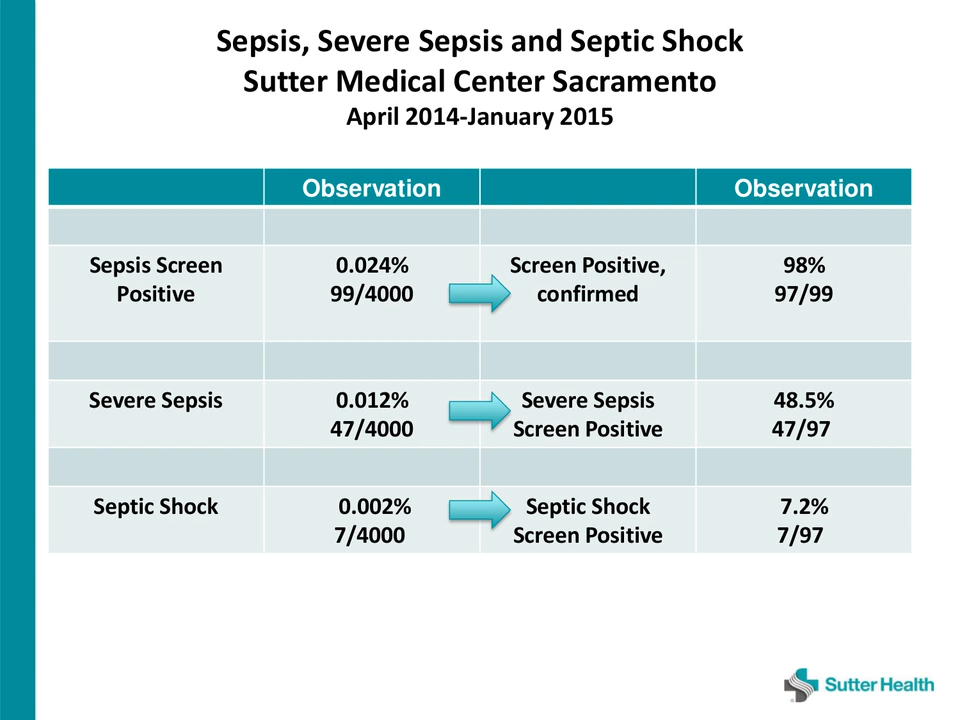 Sepsis, Severe Sepsis and Septic Shock
Sutter Medical Center Sacramento
April 2014-January 2015
Observation
Observation
Sepsis Screen
Positive
0.024%
99/4000
Screen Positive,
confirmed
98%
97/99
Severe Sepsis
0.012%
47/4000
Severe Sepsis
Screen Positive
48.5%
47/97
Septic Shock
0.002%
7/4000
Septic Shock
Screen Positive
7.2%
7/97
Sutter Health